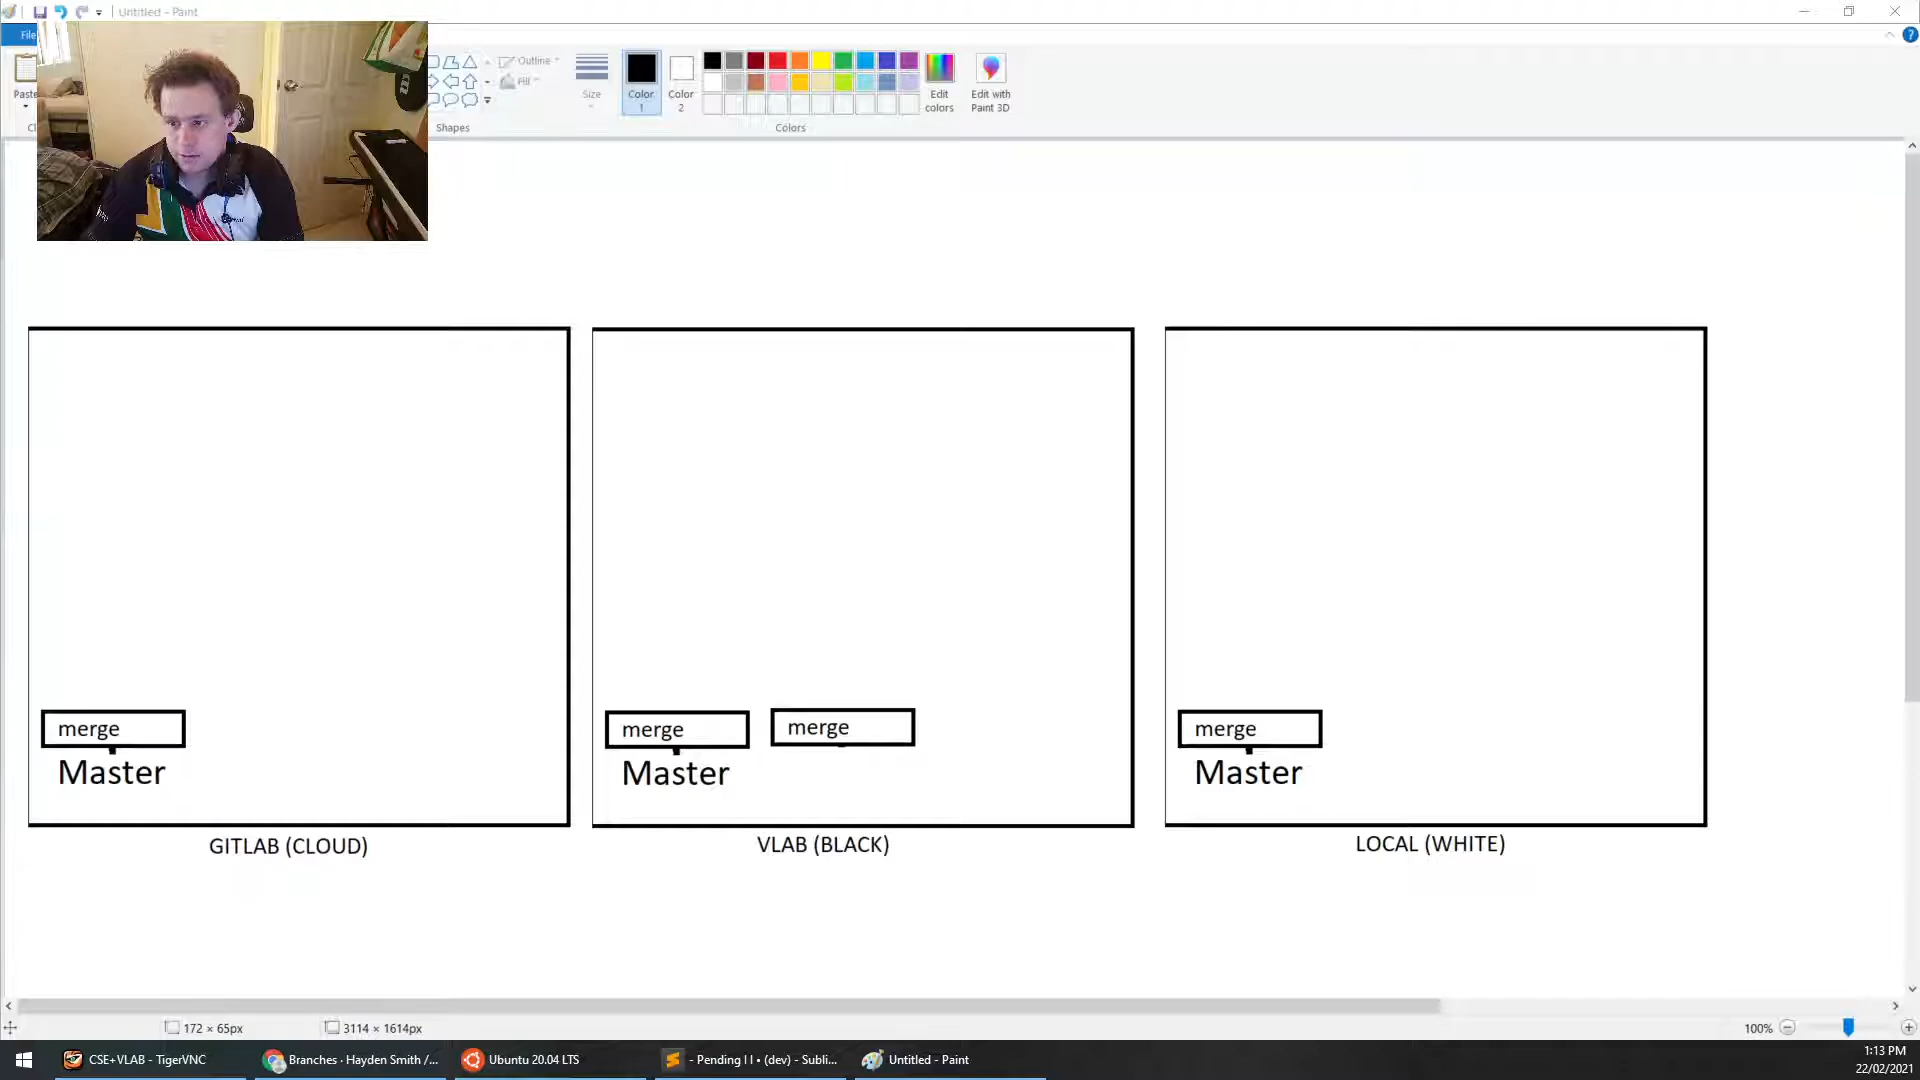 Untitled - Paint
File
Paste
Outline
Fill
Shapes
Size
Color 1
Color 2
Edit colors
Edit with Paint 3D
Colors
merge
Master
GITLAB (CLOUD)
merge
merge
Master
VLAB (BLACK)
merge
Master
LOCAL (WHITE)
172 × 65px
3114 × 1614px
100%
CSE+VLAB - TigerVNC
Branches · Hayden Smith /...
Ubuntu 20.04 LTS
- Pending I I • (dev) - Subli...
Untitled - Paint
1:13 PM
22/02/2021